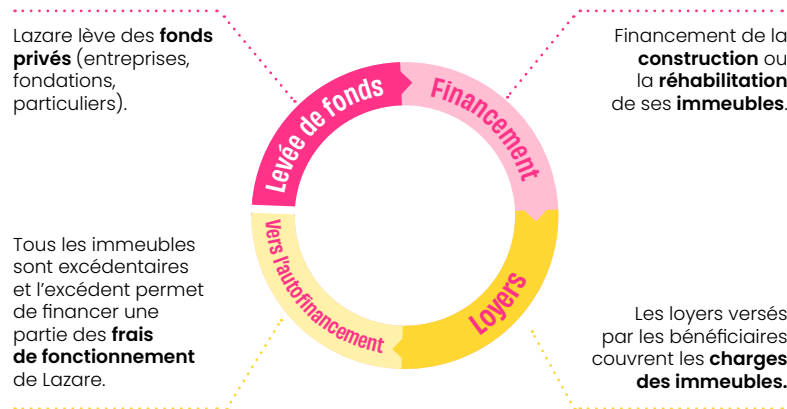 Lazare lève des fonds
privés (entreprises,
fondations,
particuliers).
Levée de fonds
Financement
Financement de la
construction ou
la réhabilitation
de ses immeubles.
Tous les immeubles
sont excédentaires
et l’excédent permet
de financer une
partie des frais
de fonctionnement
de Lazare.
Vers l'autofinancement
Loyers
Les loyers versés
par les bénéficiaires
couvrent les charges
des immeubles.